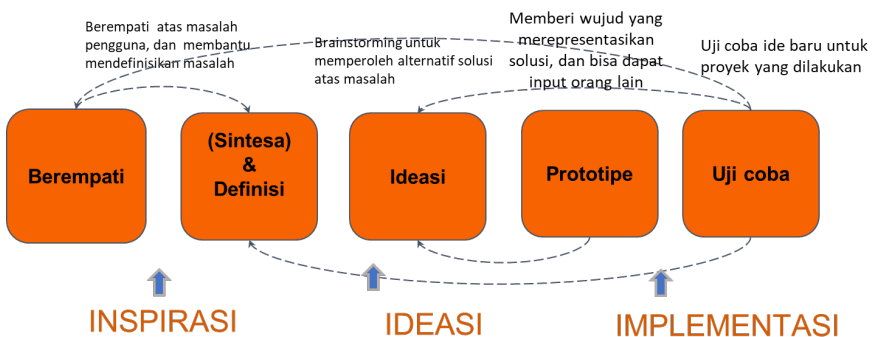 Berempati atas masalah
pengguna, dan membantu
mendefinisikan masalah
Brainstorming untuk
memperoleh alternatif solusi
atas masalah
Memberi wujud yang
merepresentasikan
solusi, dan bisa dapat
input orang lain
Uji coba ide baru untuk
proyek yang dilakukan
Berempati
(Sintesa)
&
Definisi
Ideasi
Prototipe
Uji coba
INSPIRASI
IDEASI
IMPLEMENTASI